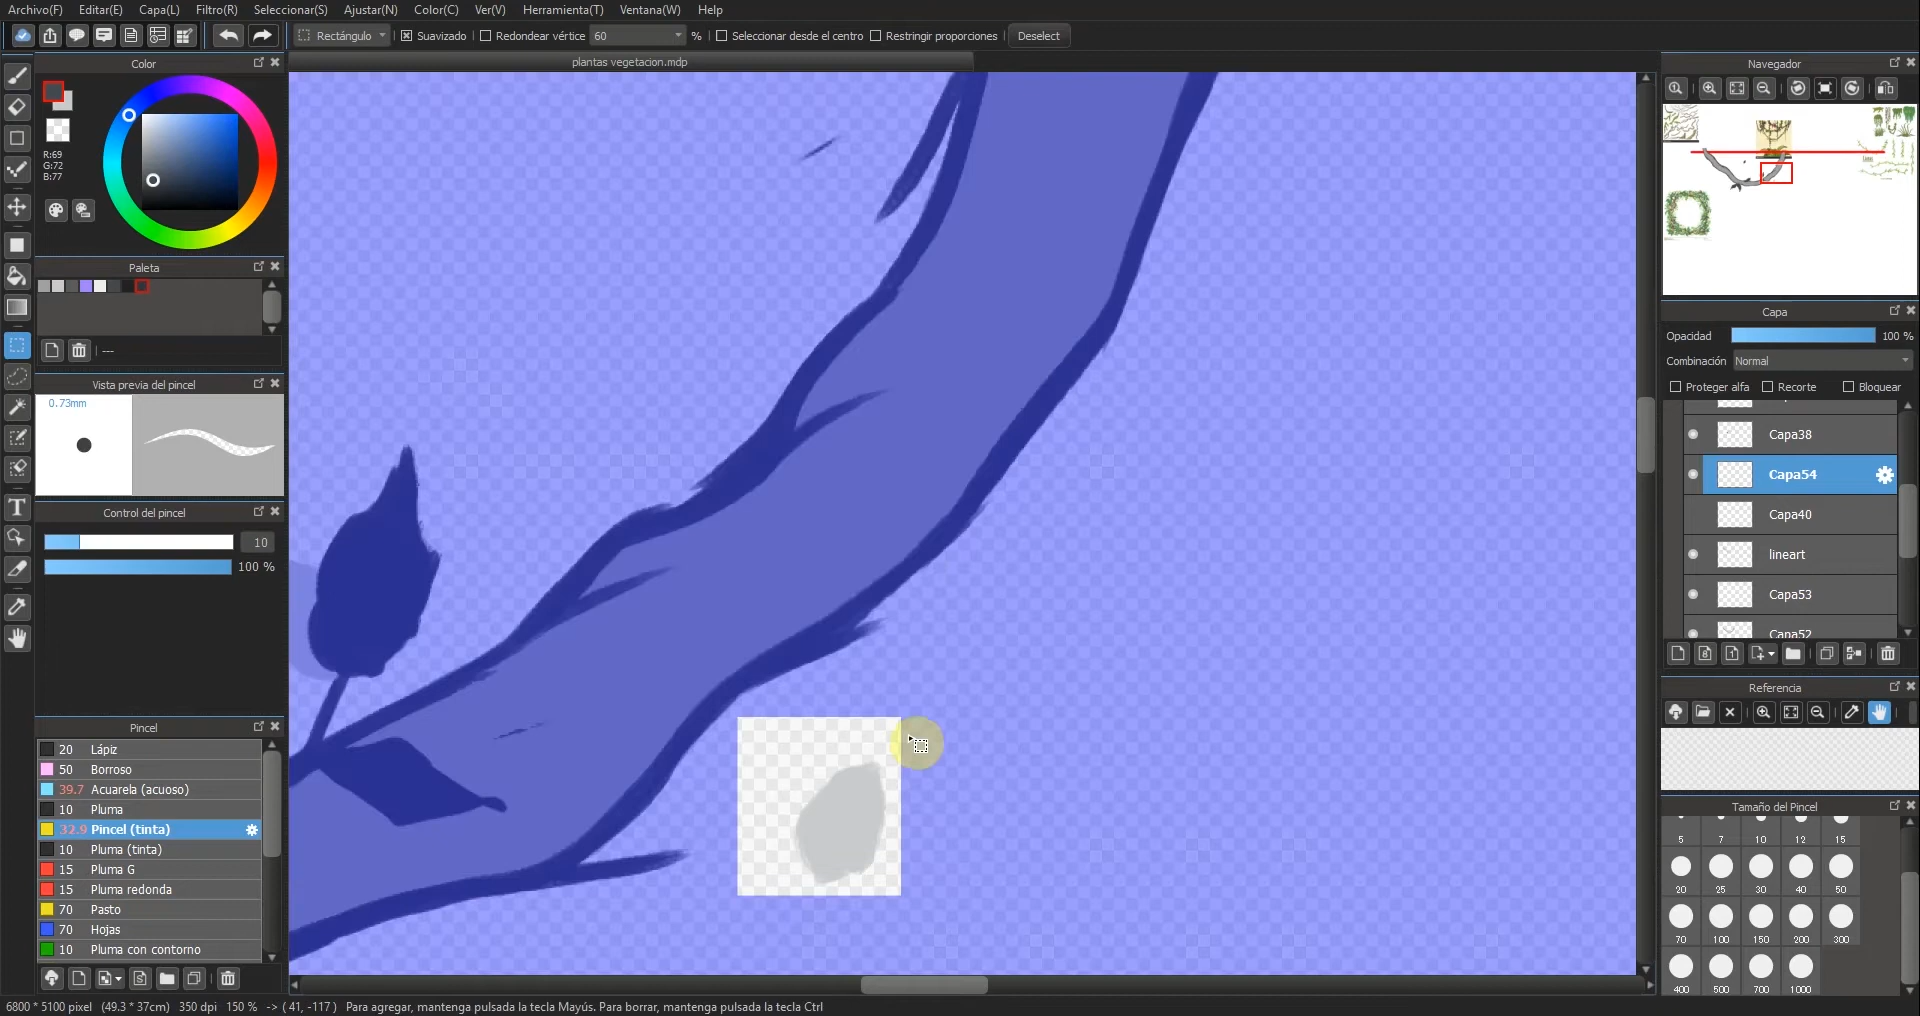 Archivo(F) Editar(E) Capa(L) Filtro(R) Seleccionar(S) Ajustar(N) Color(C) Ver(V) Herramienta(T) Ventana(W) Help
Rectángulo Suavizado Redondear vértice 60 % Seleccionar desde el centro Restringir proporciones Deselect
Color
plantas vegetacion.mdp
Navegador
R:69
G:72
B:77
Paleta
---
Vista previa del pincel
0.73mm
Control del pincel
10
100 %
Pincel
20 Lápiz
50 Borroso
39.7 Acuarela (acuoso)
10 Pluma
32.9 Pincel (tinta)
10 Pluma (tinta)
15 Pluma G
15 Pluma redonda
70 Pasto
70 Hojas
10 Pluma con contorno
Capa
Opacidad 100 %
Combinación Normal
Proteger alfa Recorte Bloquear
Capa38
Capa54
Capa40
lineart
Capa53
Capa52
Referencia
Tamaño del Pincel
5 7 10 12 15
20 25 30 40 50
70 100 150 200 300
400 500 700 1000
6800 * 5100 pixel (49.3 * 37cm) 350 dpi 150 % -> ( 41, -117 ) Para agregar, mantenga pulsada la tecla Mayús. Para borrar, mantenga pulsada la tecla Ctrl